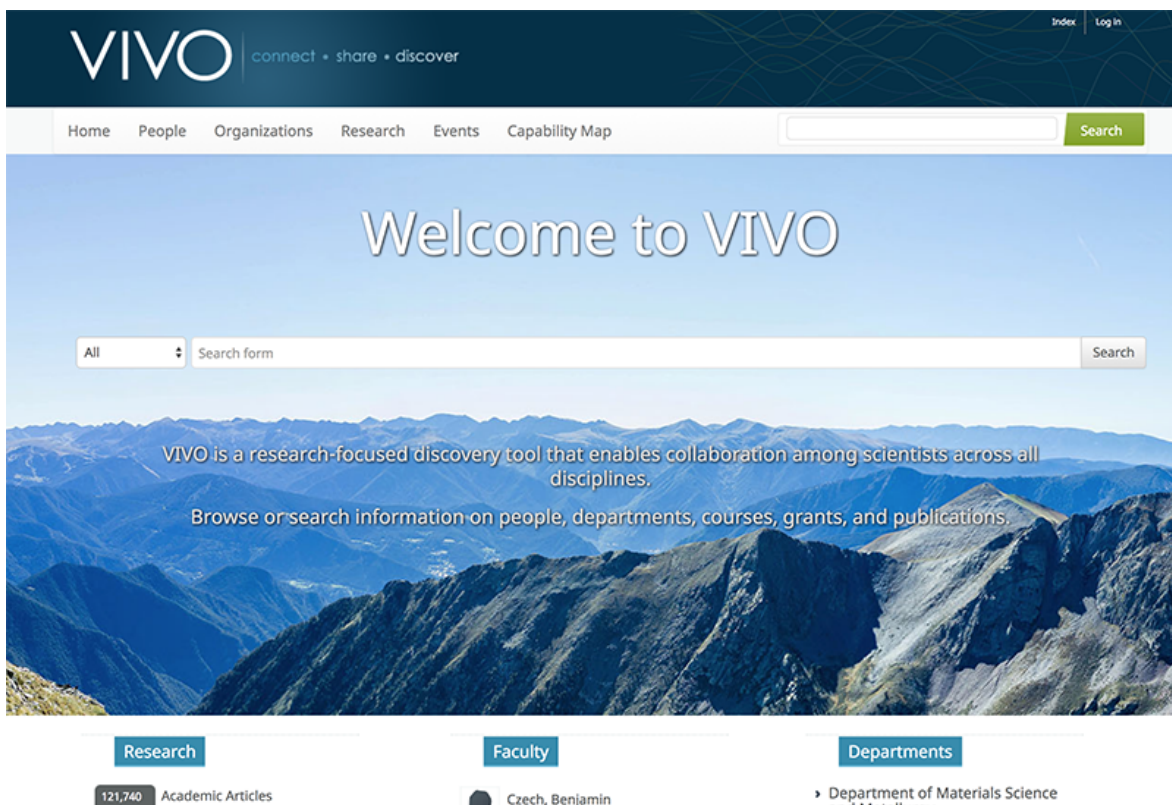 Index Log in
VIVO connect • share • discover
Home People Organizations Research Events Capability Map Search
Welcome to VIVO
All Search form Search
VIVO is a research-focused discovery tool that enables collaboration among scientists across all
disciplines.
Browse or search information on people, departments, courses, grants, and publications.
Research Faculty Departments
121,740 Academic Articles Czech, Benjamin › Department of Materials Science